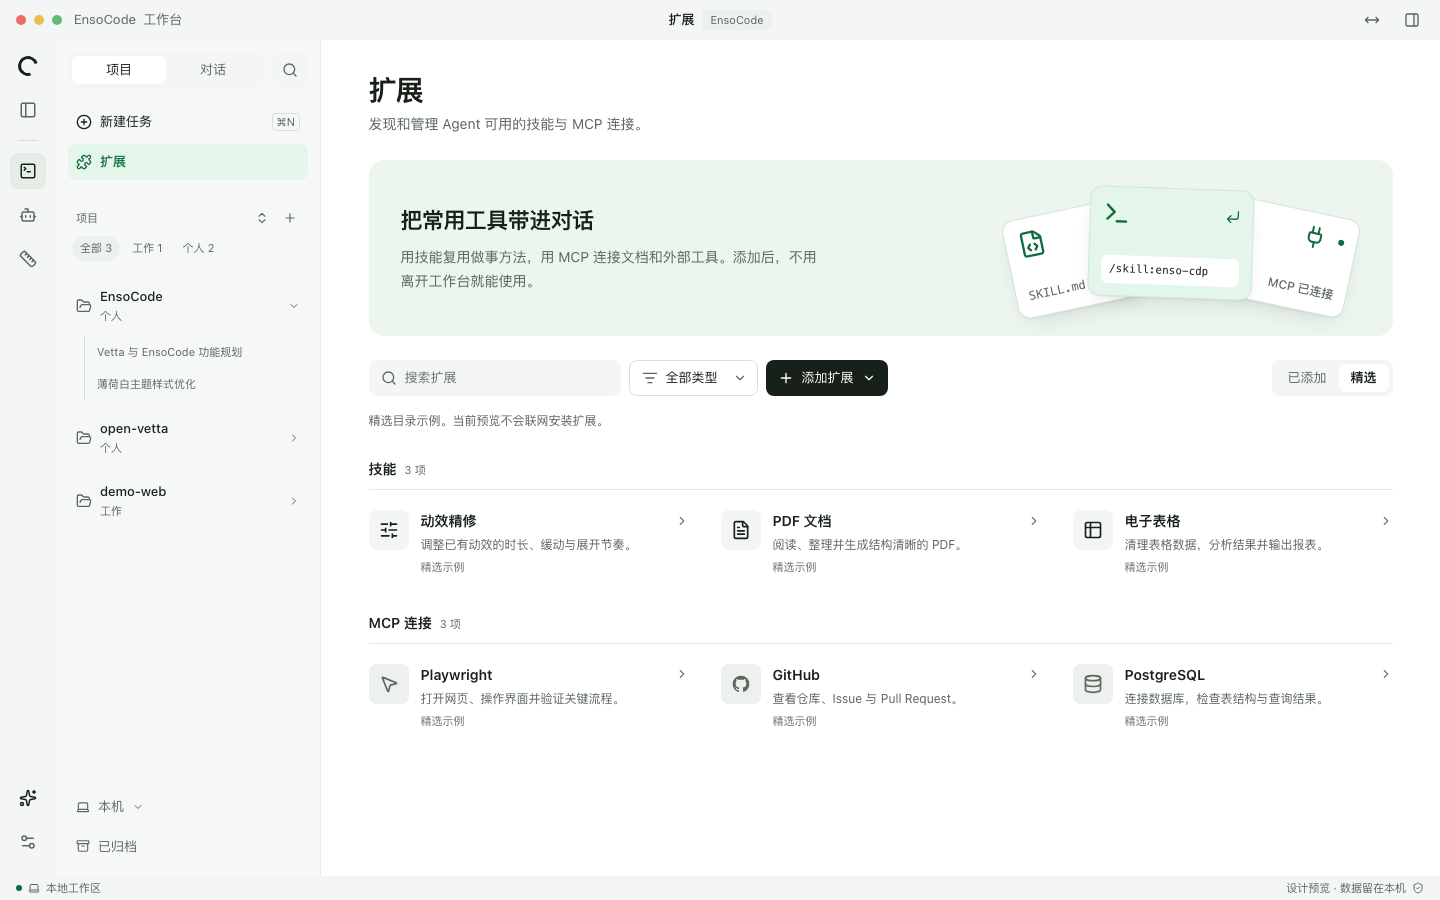 EnsoCode 工作台
扩展 EnsoCode
项目 对话
新建任务 ⌘N
扩展
项目
全部 3 工作 1 个人 2
EnsoCode
个人
Vetta 与 EnsoCode 功能规划
薄荷白主题样式优化
open-vetta
个人
demo-web
工作
本机
已归档
扩展
发现和管理 Agent 可用的技能与 MCP 连接。
把常用工具带进对话
用技能复用做事方法，用 MCP 连接文档和外部工具。添加后，不用
离开工作台就能使用。
SKILL.md
/skill:enso-cdp
MCP 已连接
搜索扩展 全部类型 添加扩展 已添加 精选
精选目录示例。当前预览不会联网安装扩展。
技能 3 项
动效精修
调整已有动效的时长、缓动与展开节奏。
精选示例
PDF 文档
阅读、整理并生成结构清晰的 PDF。
精选示例
电子表格
清理表格数据，分析结果并输出报表。
精选示例
MCP 连接 3 项
Playwright
打开网页、操作界面并验证关键流程。
精选示例
GitHub
查看仓库、Issue 与 Pull Request。
精选示例
PostgreSQL
连接数据库，检查表结构与查询结果。
精选示例
本地工作区
设计预览 · 数据留在本机